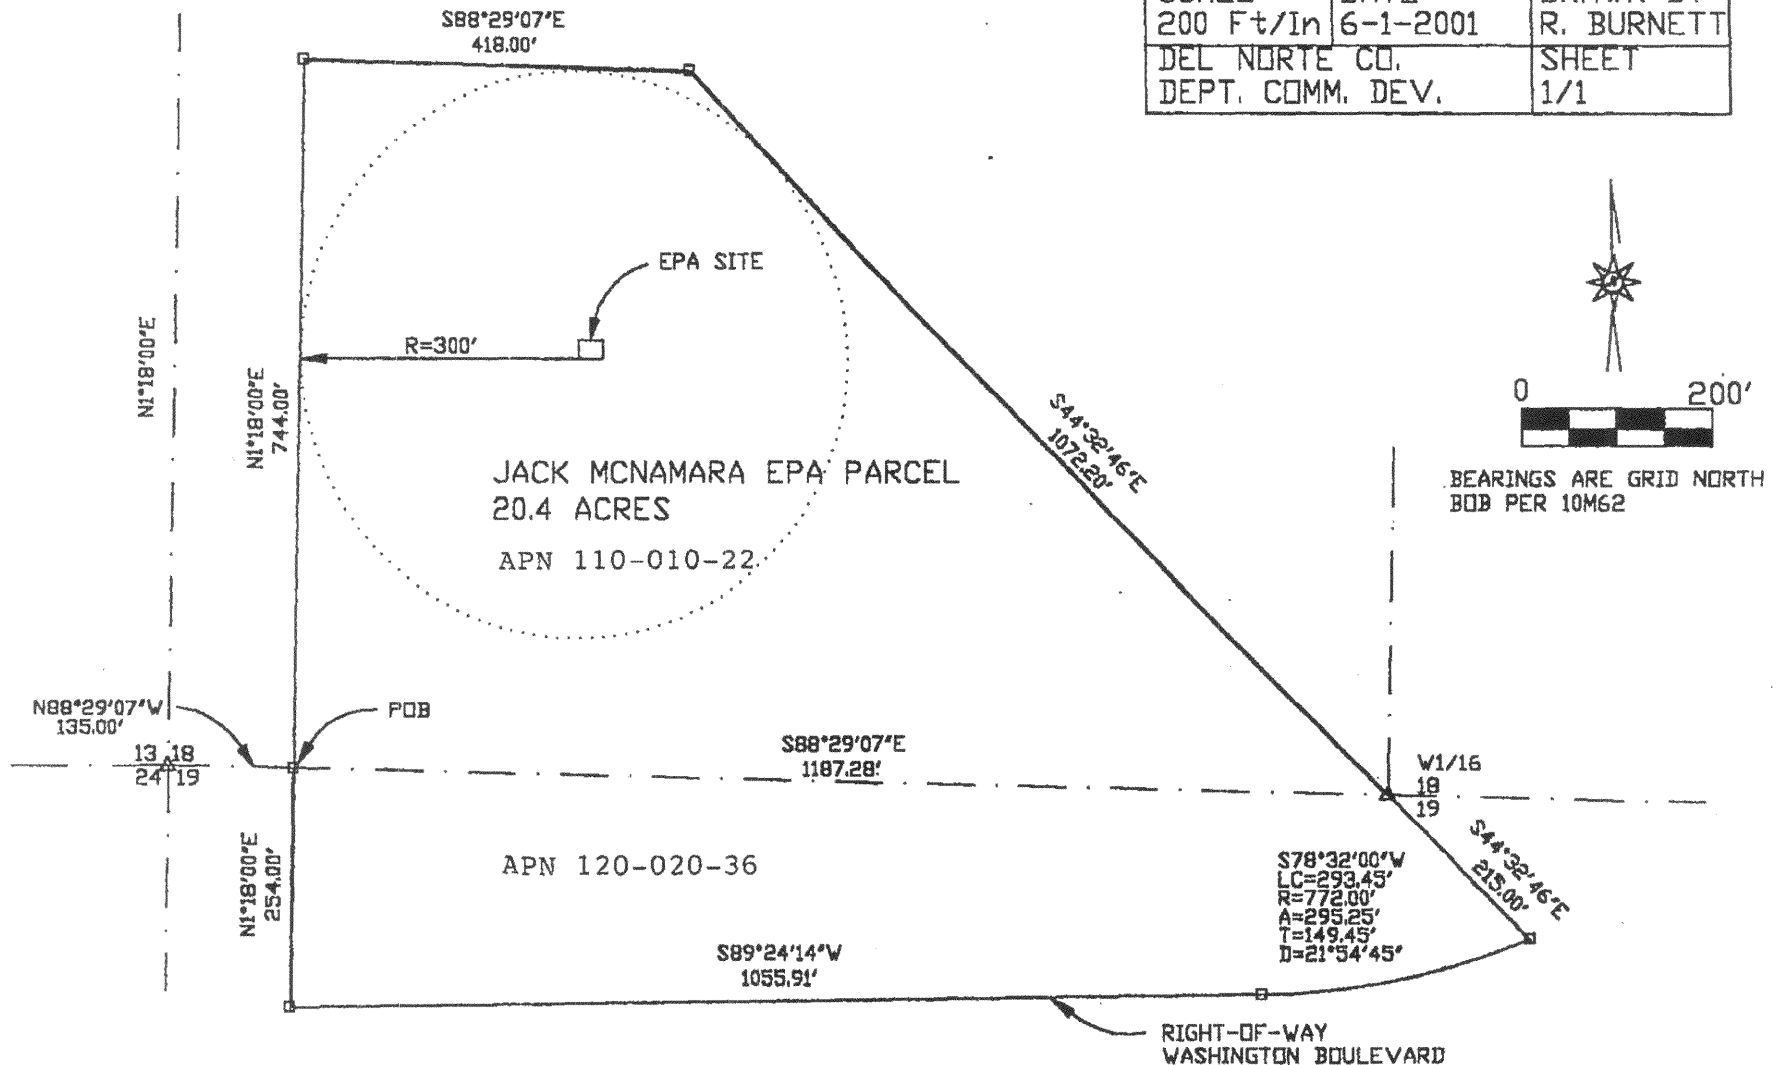 S88°29'07"E
418.00'
200 Ft/In 6-1-2001 R. BURNETT
DEL NORTE CO. SHEET
DEPT. COMM. DEV. 1/1
EPA SITE
R=300'
N1°18'00"E
N1°18'00"E
744.00'
0 200'
BEARINGS ARE GRID NORTH
BOB PER 10M62
S44°32'46"E
1072.20'
JACK MCNAMARA EPA PARCEL
20.4 ACRES
APN 110-010-22
N88°29'07"W
135.00'
POB
13 18
24 19
S88°29'07"E
1187.28'
W1/16
18
19
N1°18'00"E
254.00'
APN 120-020-36
S78°32'00"W
LC=293.45'
R=772.00'
A=295.25'
T=149.45'
D=21°54'45"
S44°32'46"E
215.00'
S89°24'14"W
1055.91'
RIGHT-OF-WAY
WASHINGTON BOULEVARD